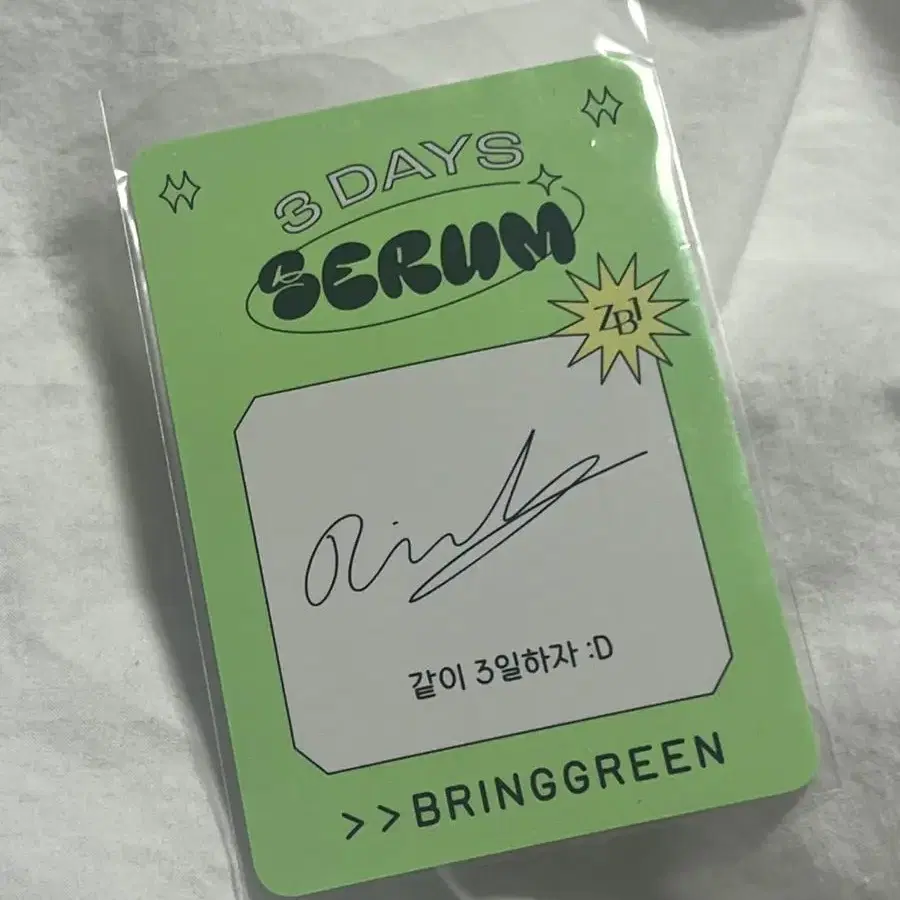 3 DAYS
SERUM
ZB1
같이 3일하자 :D
>>BRINGGREEN